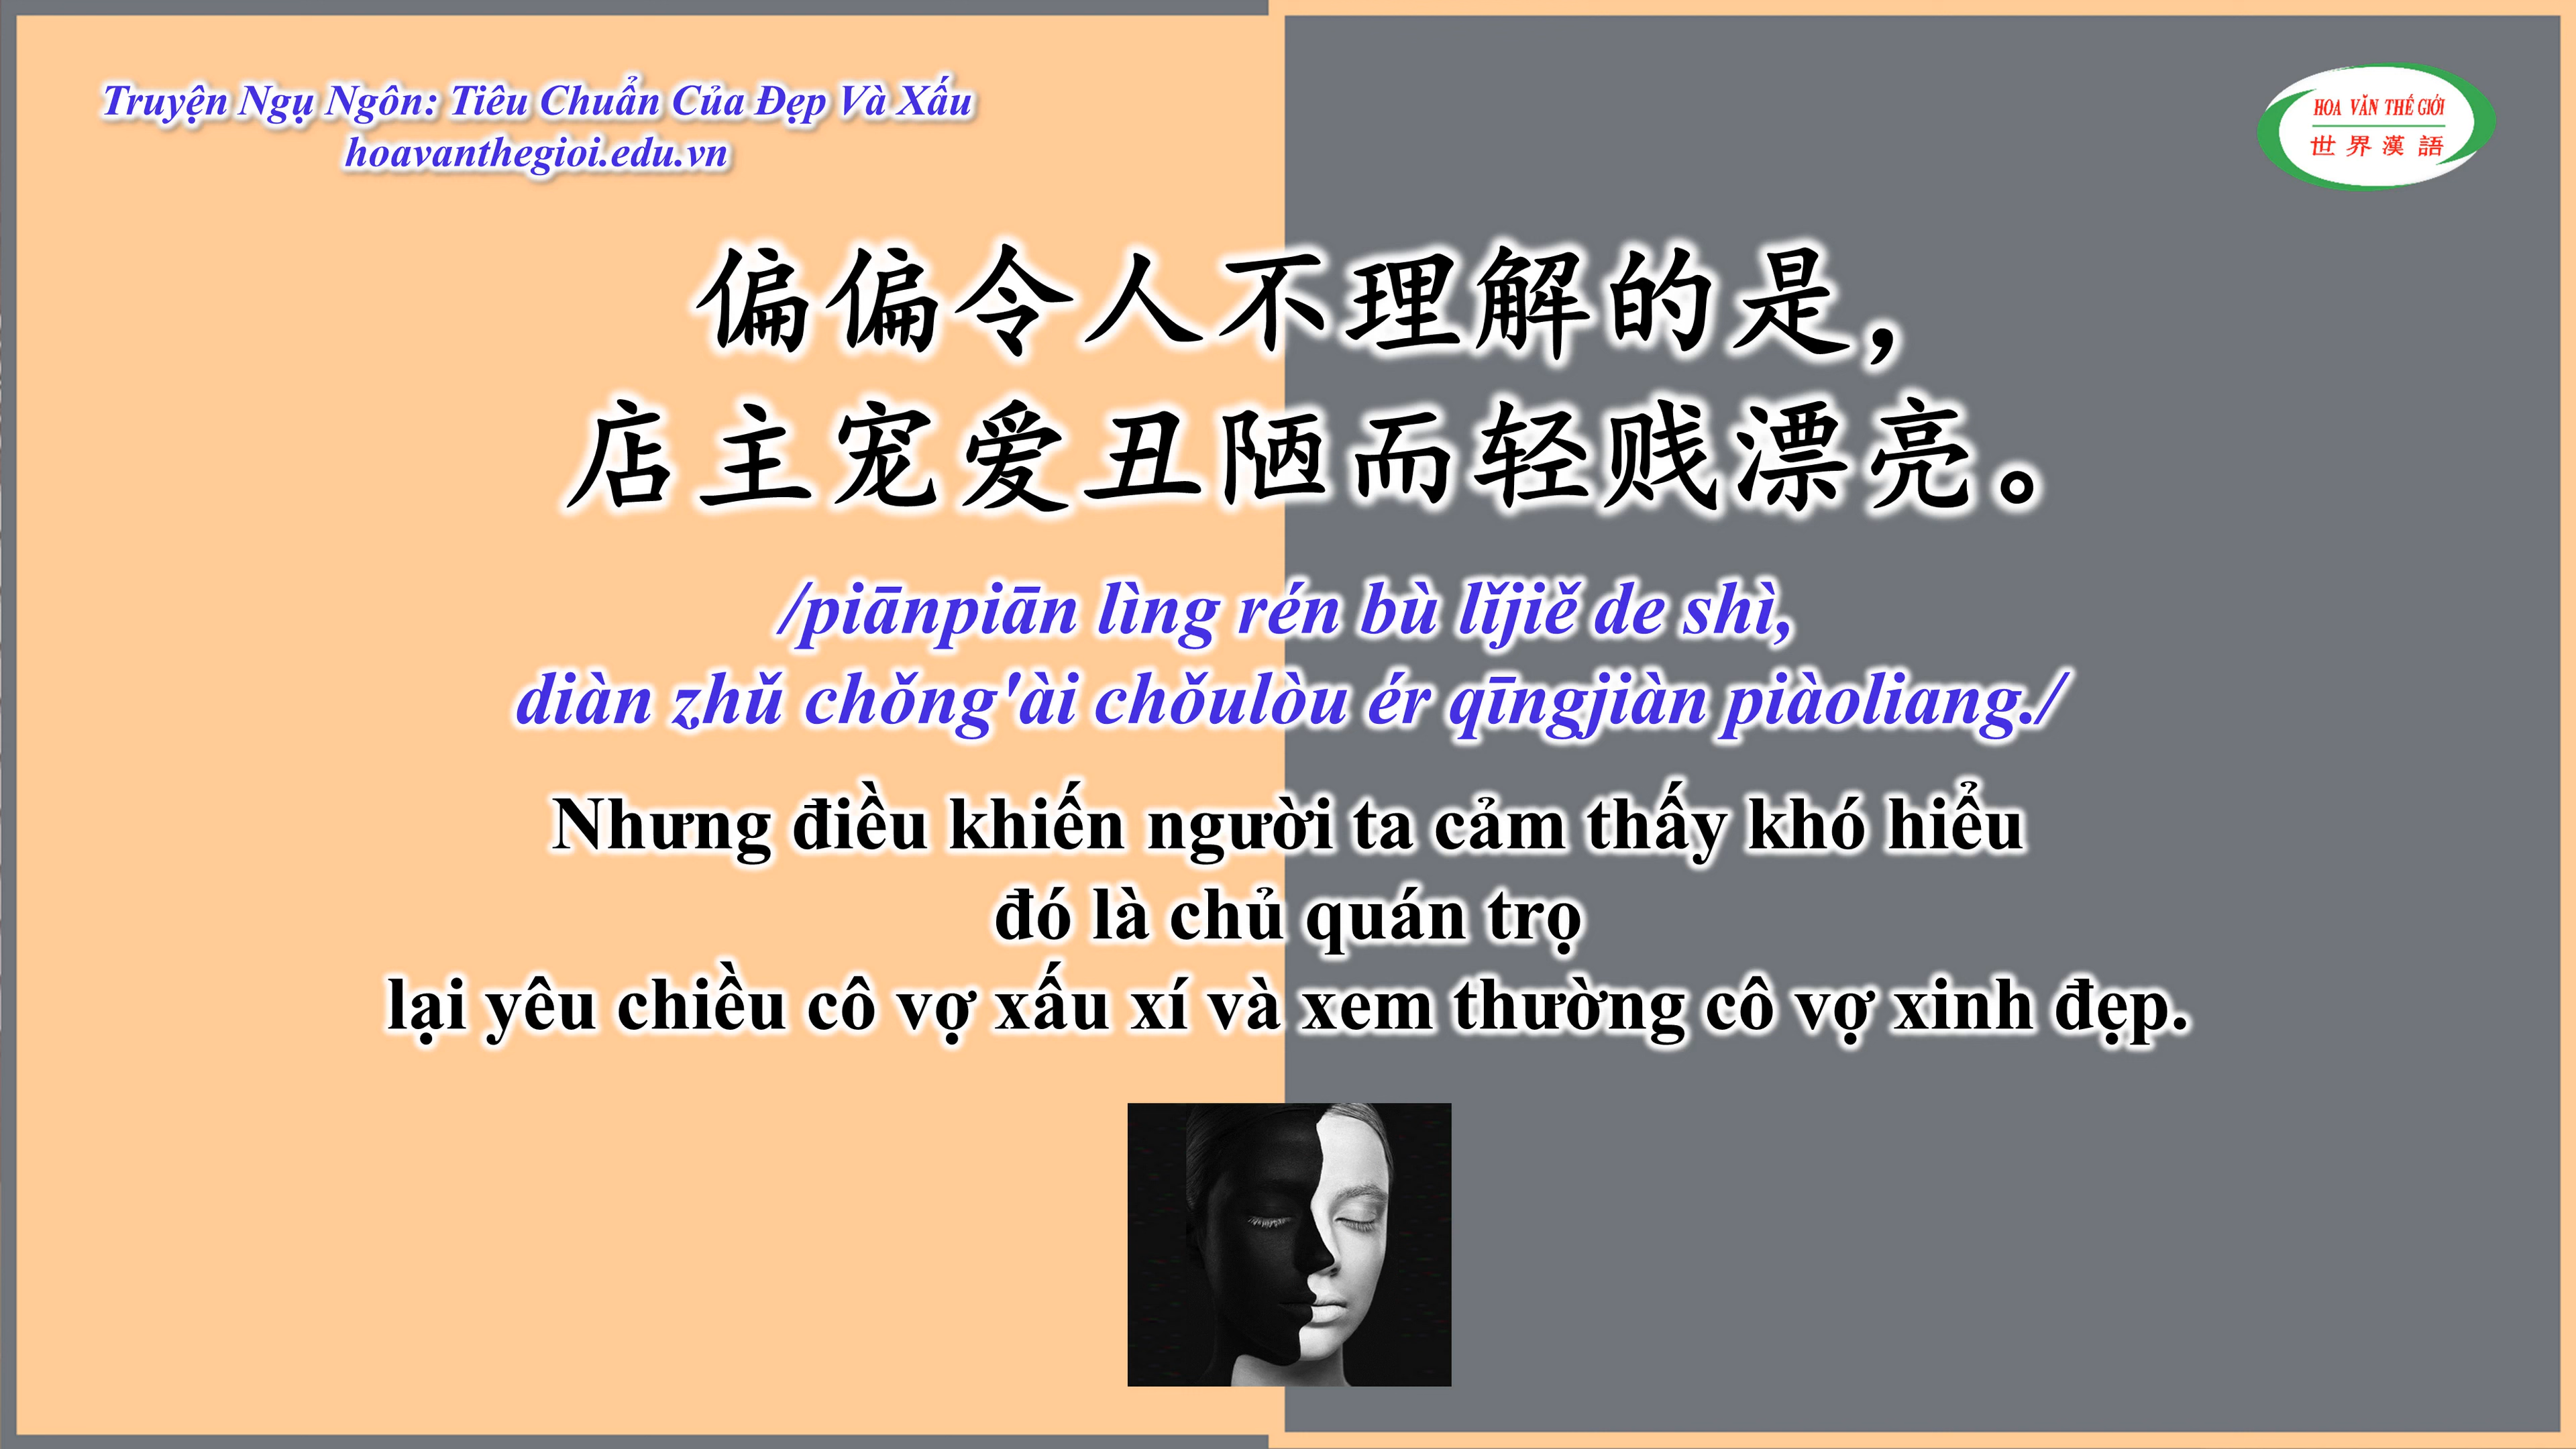 Truyện Ngụ Ngôn: Tiêu Chuẩn Của Đẹp Và Xấu
hoavanthegioi.edu.vn
HOA VĂN THẾ GIỚI
世界漢語
偏偏令人不理解的是，
店主宠爱丑陋而轻贱漂亮。
/piānpiān lìng rén bù lǐjiě de shì,
diàn zhǔ chǒng'ài chǒulòu ér qīngjiàn piàoliang./
Nhưng điều khiến người ta cảm thấy khó hiểu
đó là chủ quán trọ
lại yêu chiều cô vợ xấu xí và xem thường cô vợ xinh đẹp.